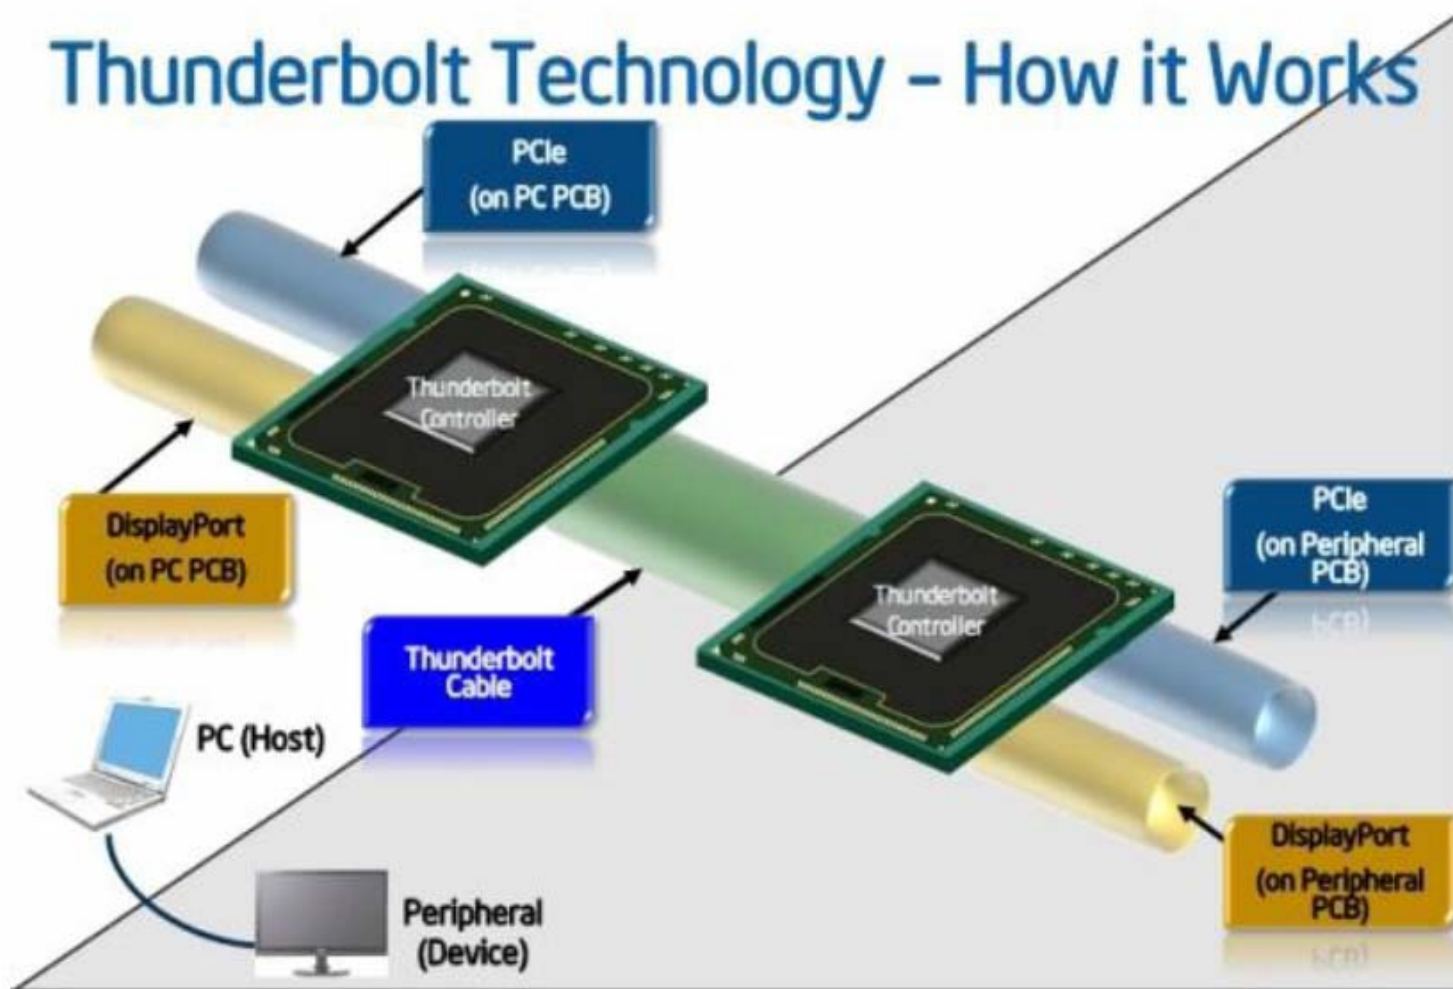 Thunderbolt Technology – How it Works
PCIe
(on PC PCB)
Thunderbolt
Controller
DisplayPort
(on PC PCB)
PCIe
(on Peripheral
PCB)
Thunderbolt
Controller
Thunderbolt
Cable
PC (Host)
DisplayPort
(on Peripheral
PCB)
Peripheral
(Device)